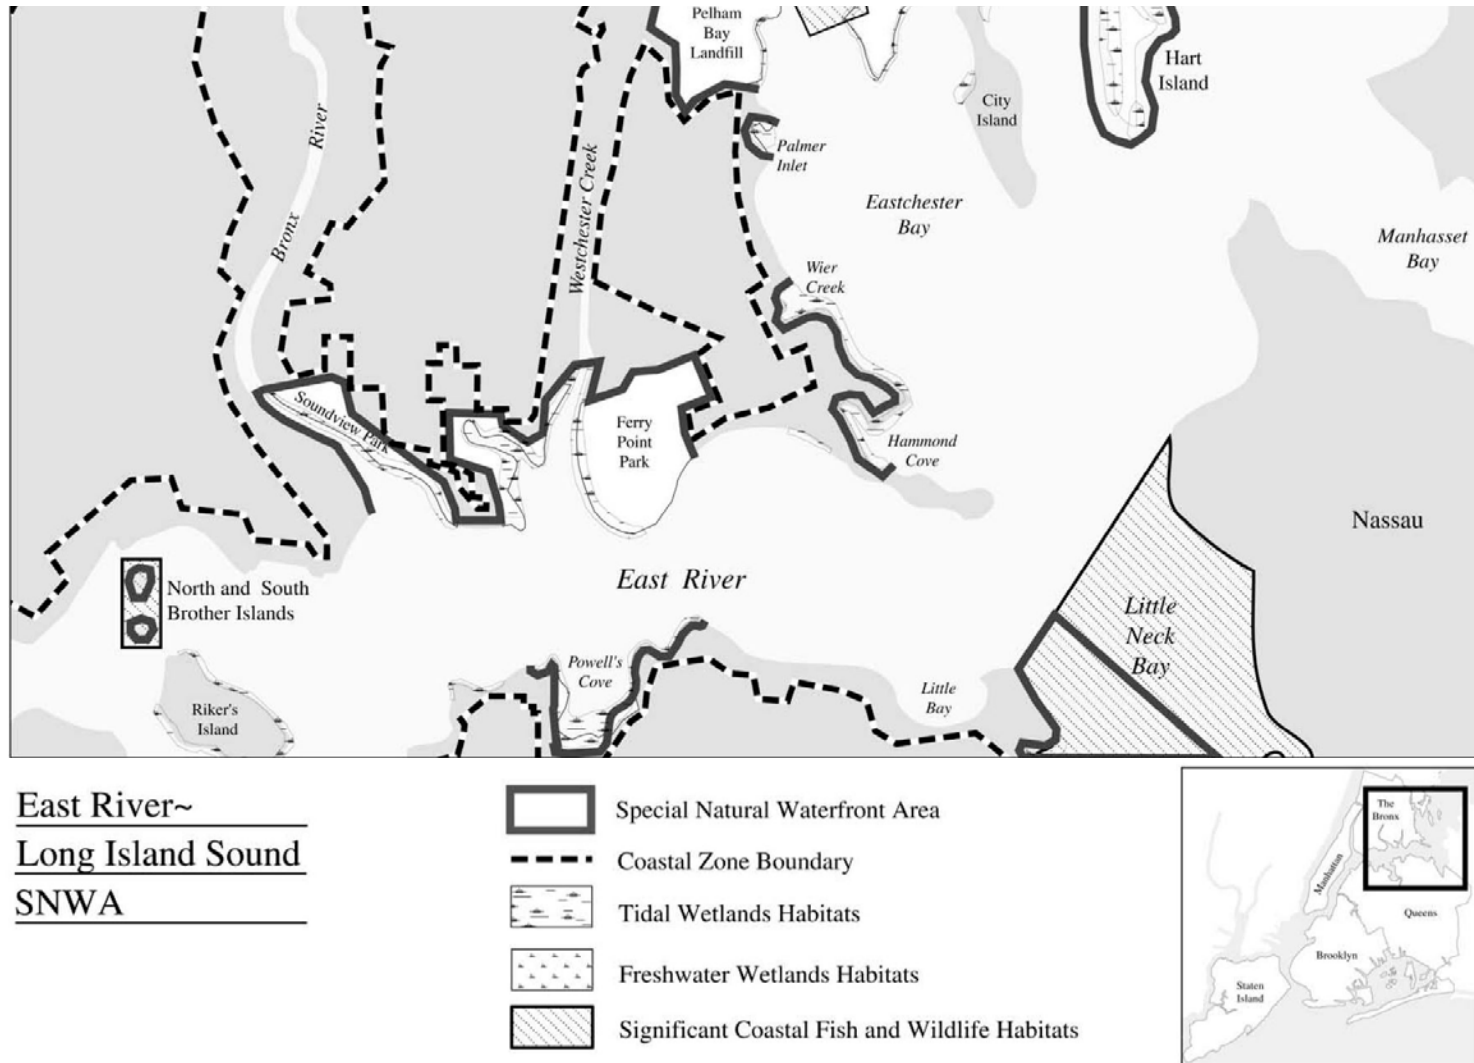 Pelham
Bay
Landfill
Hart
Island
City
Island
River
Bronx
Westchester Creek
Palmer
Inlet
Eastchester
Bay
Manhasset
Bay
Wier
Creek
Soundview Park
Ferry
Point
Park
Hammond
Cove
Nassau
North and South
Brother Islands
East River
Little
Neck
Bay
Powell's
Cove
Little
Bay
Riker's
Island
East River~
Long Island Sound
SNWA
Special Natural Waterfront Area
Coastal Zone Boundary
Tidal Wetlands Habitats
Freshwater Wetlands Habitats
Significant Coastal Fish and Wildlife Habitats
The
Bronx
Manhattan
Queens
Brooklyn
Staten
Island